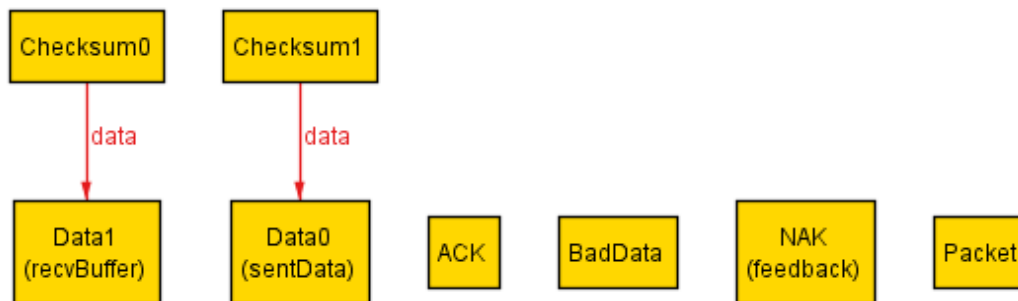 Checksum0
Checksum1
data
data
Data1
(recvBuffer)
Data0
(sentData)
ACK
BadData
NAK
(feedback)
Packet